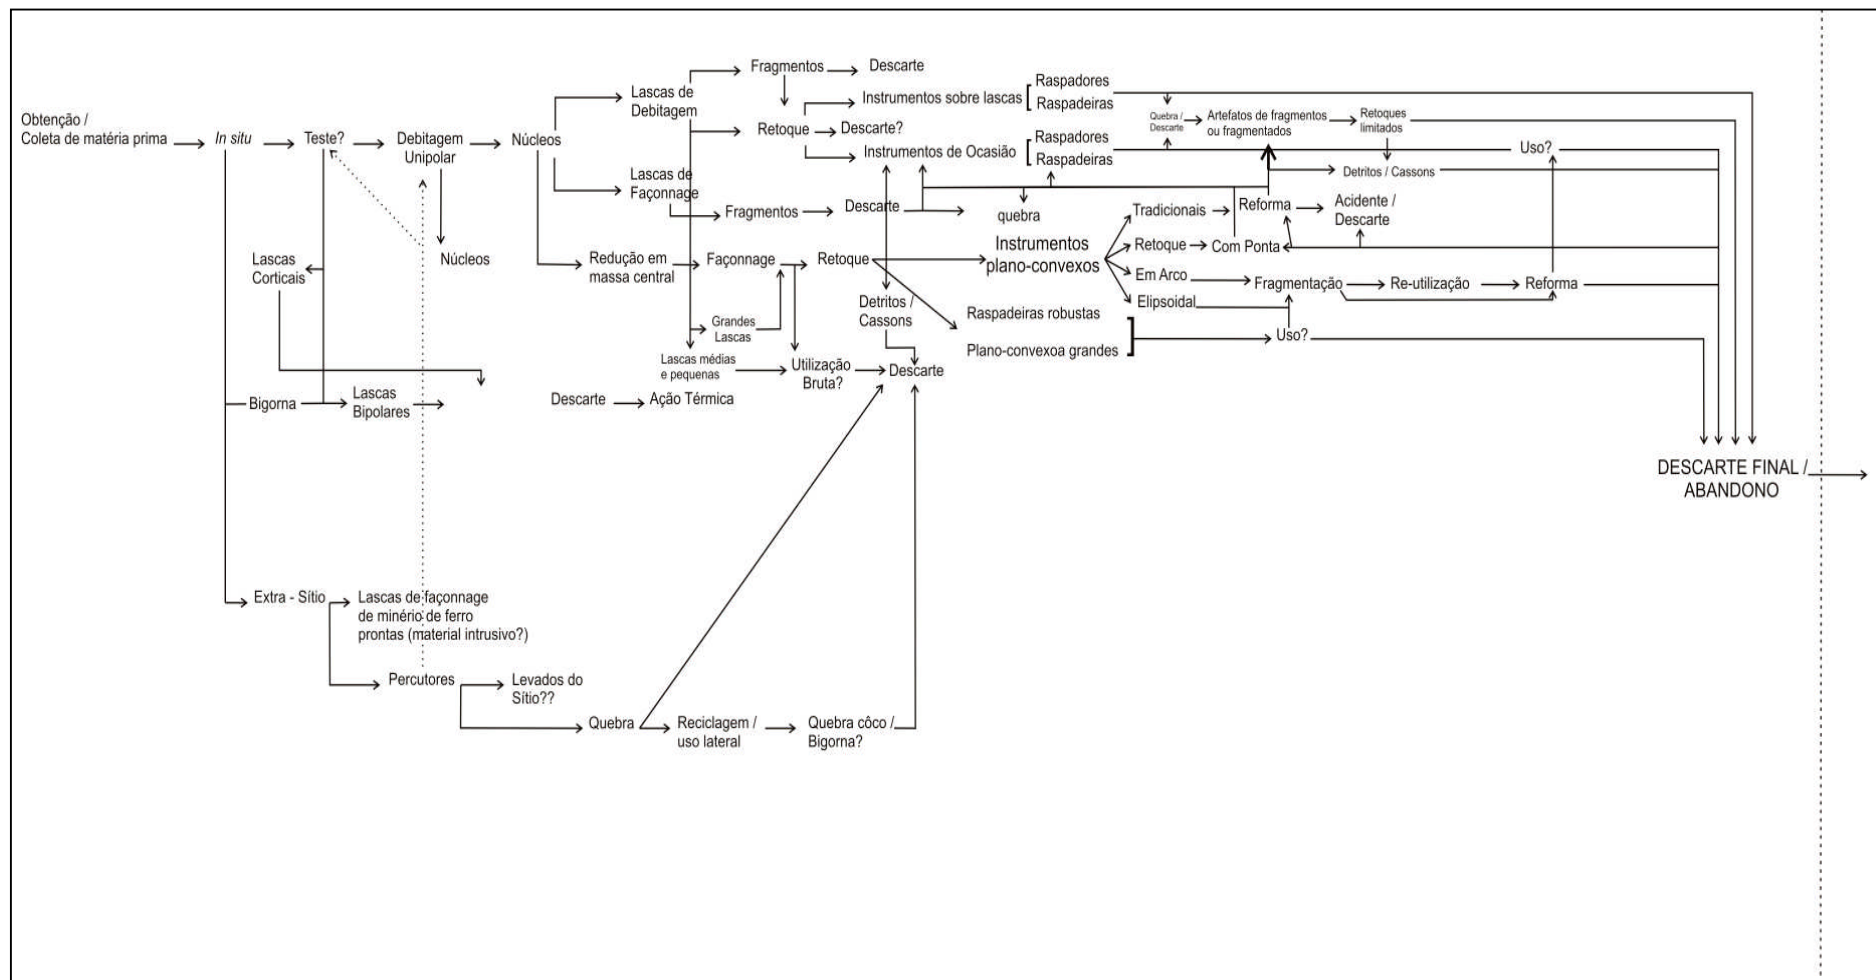 Obtenção /
Coleta de matéria prima
In situ
Teste?
Debitagem
Unipolar
Núcleos
Núcleos
Lascas de
Debitagem
Fragmentos
Descarte
Retoque
Descarte?
Instrumentos sobre lascas
Raspadores
Raspadeiras
Instrumentos de Ocasião
Raspadores
Raspadeiras
Quebra /
Descarte
Artefatos de fragmentos
ou fragmentados
Retoques
limitados
Uso?
Detritos / Cassons
Lascas de
Façonnage
Fragmentos
Descarte
quebra
Tradicionais
Reforma
Acidente /
Descarte
Instrumentos
plano-convexos
Retoque
Com Ponta
Em Arco
Fragmentação
Re-utilização
Reforma
Elipsoidal
Redução em
massa central
Façonnage
Retoque
Detritos /
Cassons
Raspadeiras robustas
Plano-convexoa grandes
Uso?
Grandes
Lascas
Lascas médias
e pequenas
Utilização
Bruta?
Descarte
Descarte
Ação Térmica
Lascas
Corticais
Bigorna
Lascas
Bipolares
DESCARTE FINAL /
ABANDONO
Extra - Sítio
Lascas de façonnage
de minério de ferro
prontas (material intrusivo?)
Percutores
Levados do
Sítio??
Quebra
Reciclagem /
uso lateral
Quebra côco /
Bigorna?